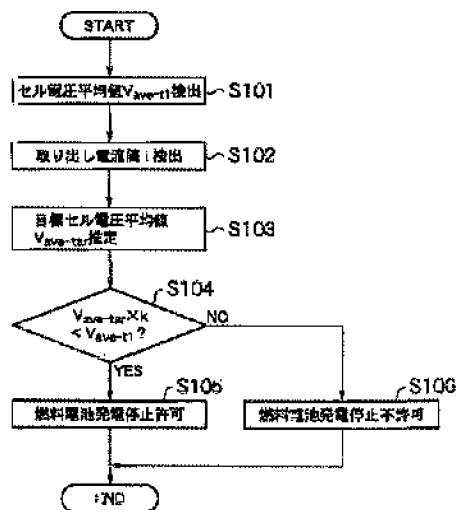 START
セル電圧平均値Vave-t1検出
S101
取り出し電流値i検出
S102
目標セル電圧平均値
Vave-tar推定
S103
S104
Vave-tar×k
< Vave-t1 ?
NO
YES
S105
燃料電池発電停止許可
S106
燃料電池発電停止不許可
END